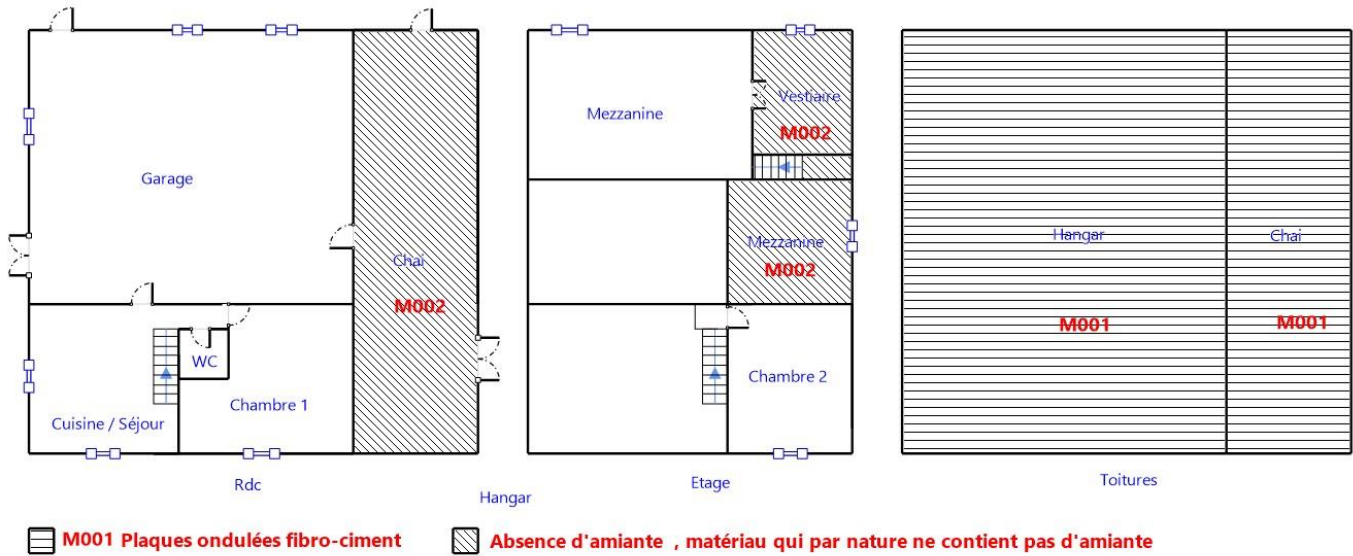 Garage
Chai
M002
WC
Chambre 1
Cuisine / Séjour
Rdc
Mezzanine
Vestiaire
M002
Mezzanine
M002
Chambre 2
Etage
Hangar
Hangar
Chai
M001
M001
Toitures
M001 Plaques ondulées fibro-ciment
Absence d'amiante , matériau qui par nature ne contient pas d'amiante